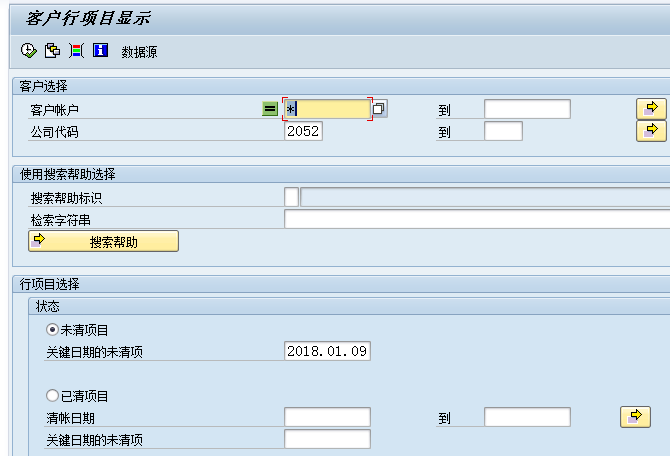 客户行项目显示
数据源
客户选择
客户帐户 * 到
公司代码 2052 到
使用搜索帮助选择
搜索帮助标识
检索字符串
搜索帮助
行项目选择
状态
未清项目
关键日期的未清项 2018.01.09
已清项目
清帐日期 到
关键日期的未清项